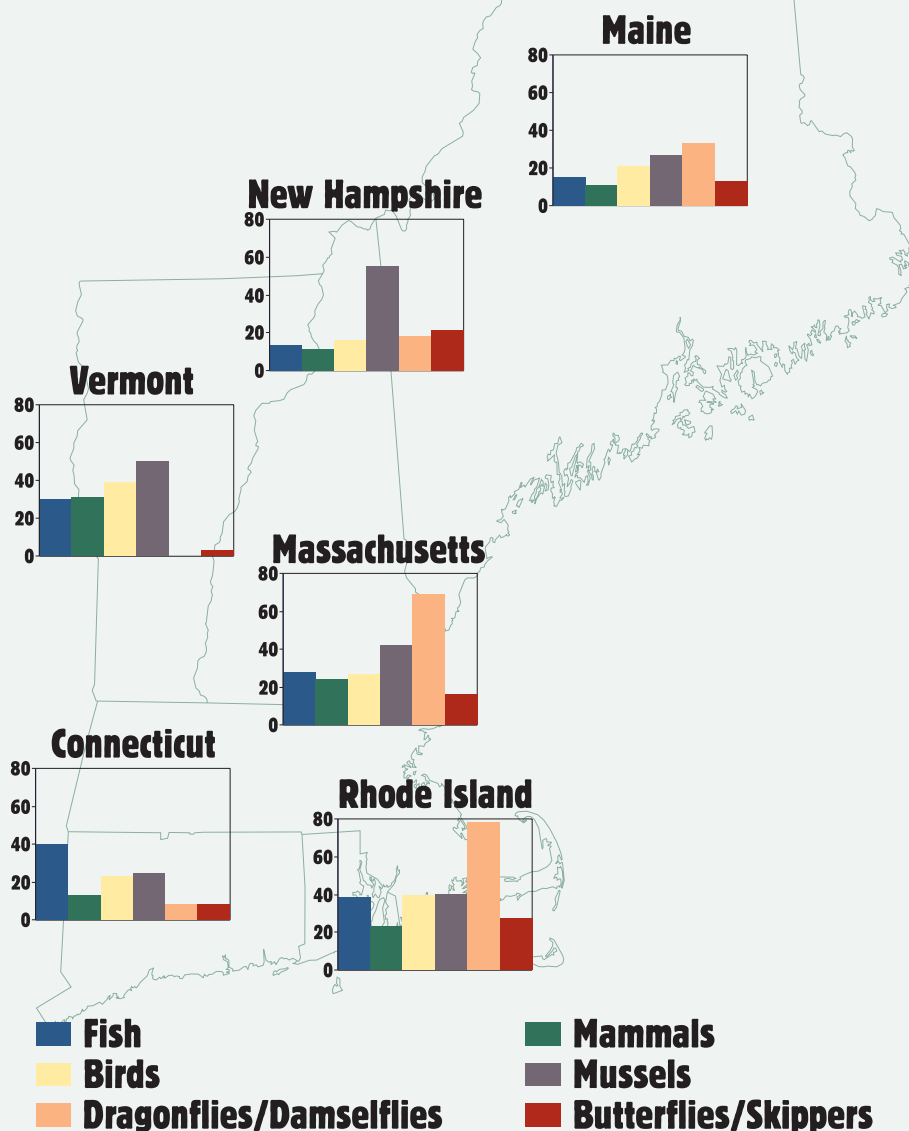 Maine
80
60
40
20
0
New Hampshire
80
60
40
20
0
Vermont
80
60
40
20
0
Massachusetts
80
60
40
20
0
Connecticut
80
60
40
20
0
Rhode Island
80
60
40
20
0
Fish
Mammals
Birds
Mussels
Dragonflies/Damselflies
Butterflies/Skippers